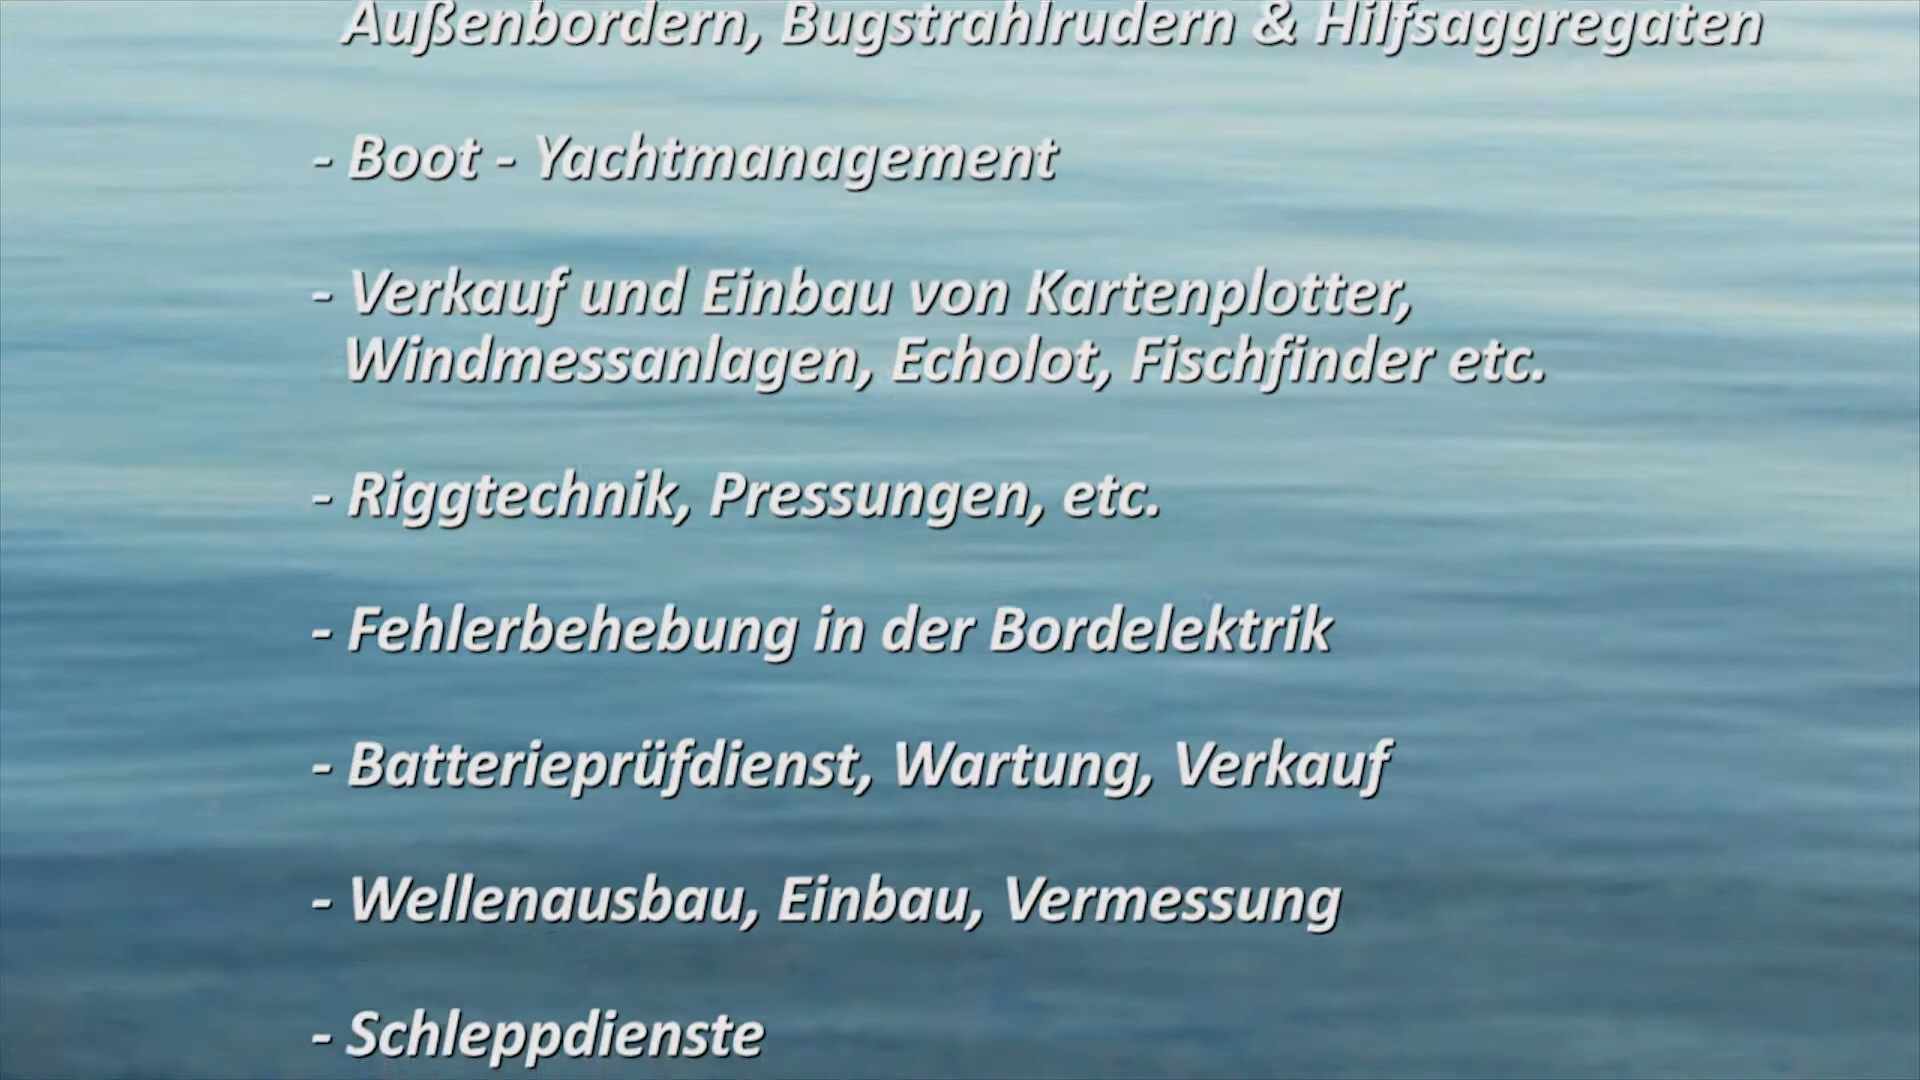 Außenbordern, Bugstrahlrudern & Hilfsaggregaten
- Boot - Yachtmanagement
- Verkauf und Einbau von Kartenplotter,
Windmessanlagen, Echolot, Fischfinder etc.
- Riggtechnik, Pressungen, etc.
- Fehlerbehebung in der Bordelektrik
- Batterieprüfdienst, Wartung, Verkauf
- Wellenausbau, Einbau, Vermessung
- Schleppdienste